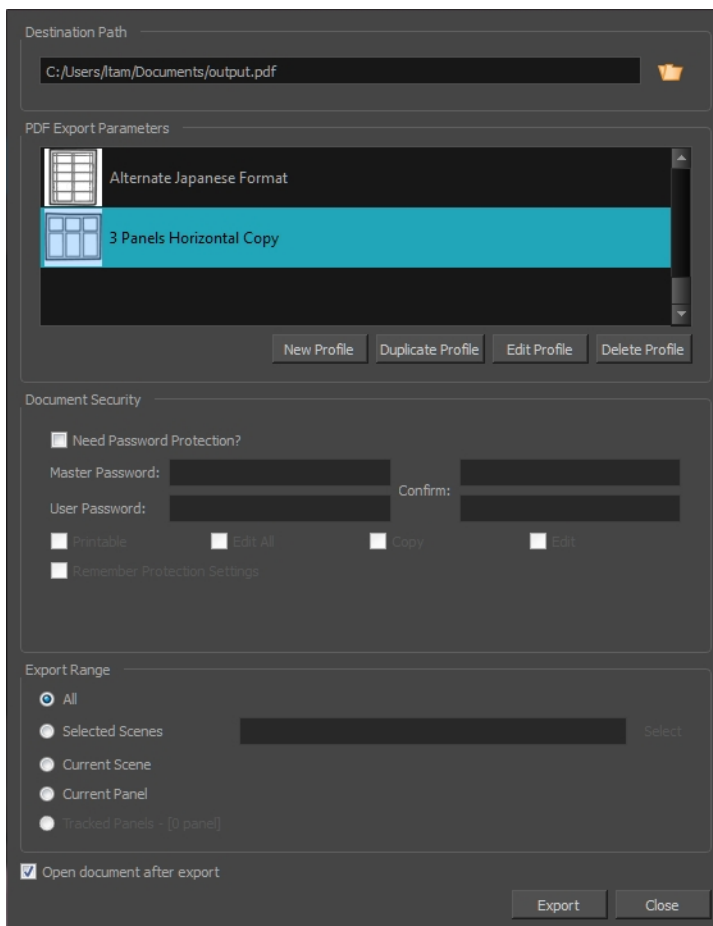 Destination Path
C:/Users/ltam/Documents/output.pdf
PDF Export Parameters
Alternate Japanese Format
3 Panels Horizontal Copy
New Profile Duplicate Profile Edit Profile Delete Profile
Document Security
Need Password Protection?
Master Password:
Confirm:
User Password:
Printable Edit All Copy Edit
Remember Protection Settings
Export Range
All
Selected Scenes Select
Current Scene
Current Panel
Tracked Panels - [0 panel]
Open document after export
Export Close